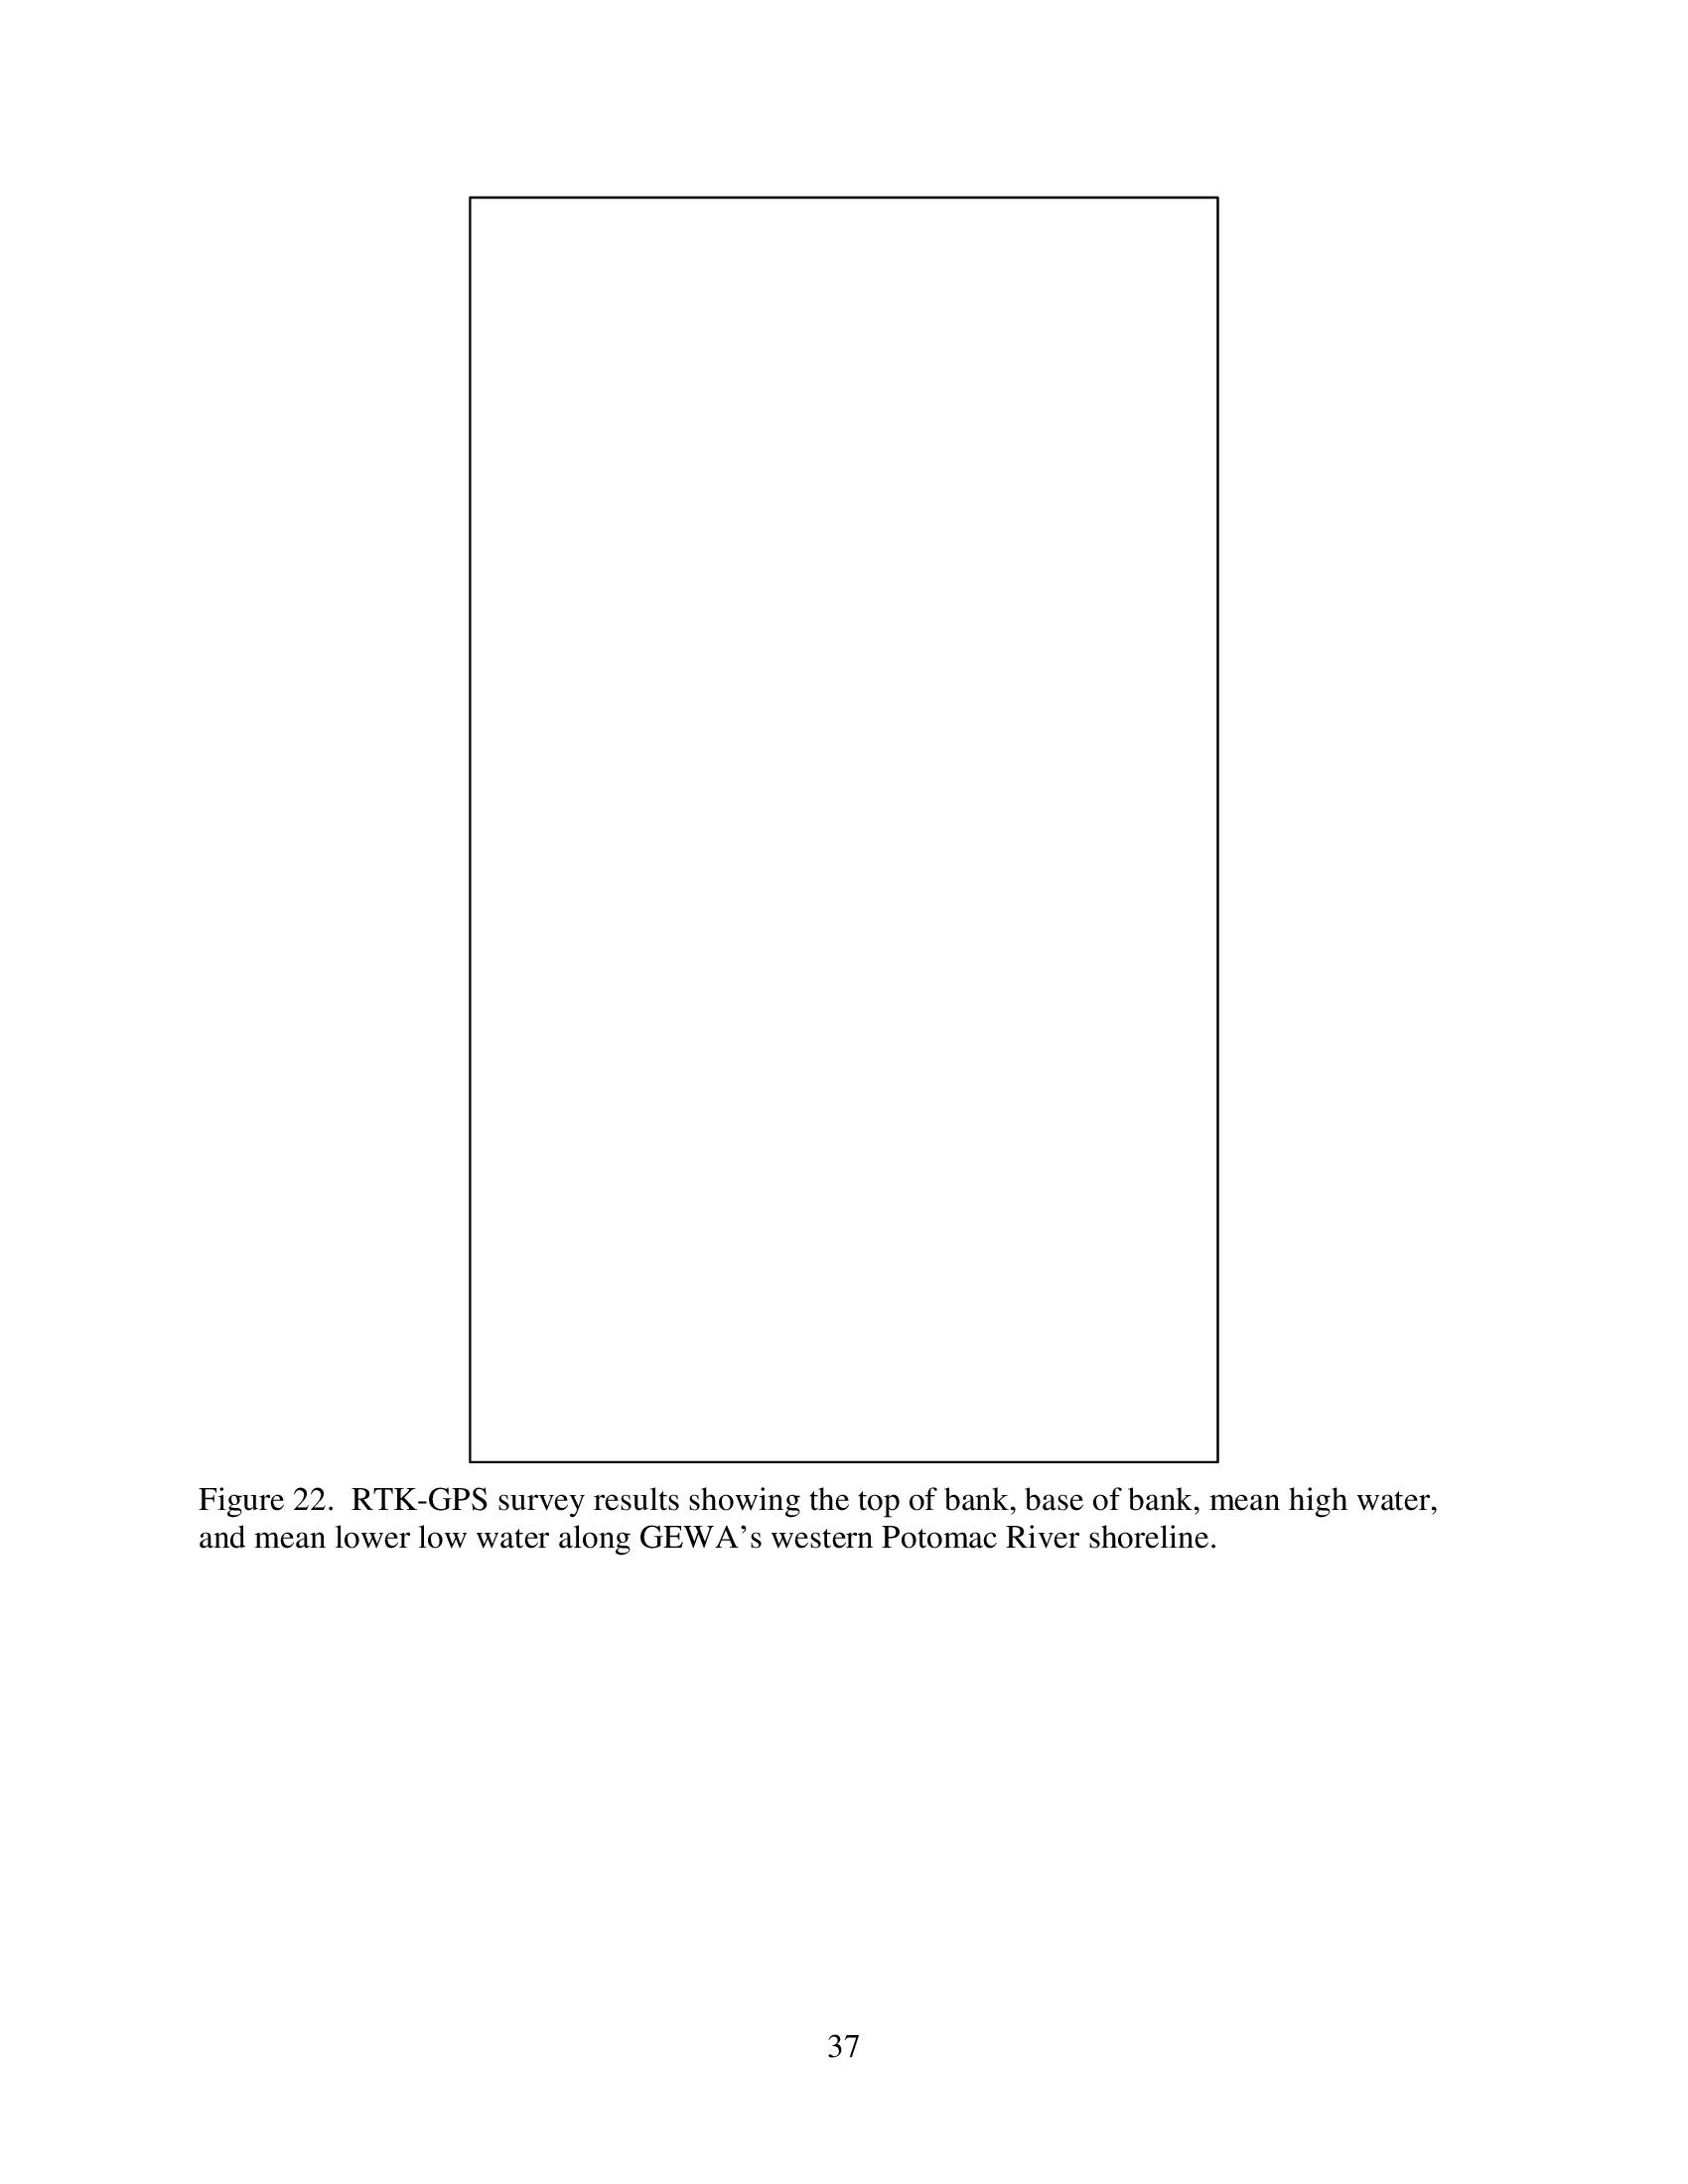 Figure 22.  RTK-GPS survey results showing the top of bank, base of bank, mean high water,
and mean lower low water along GEWA’s western Potomac River shoreline.
37